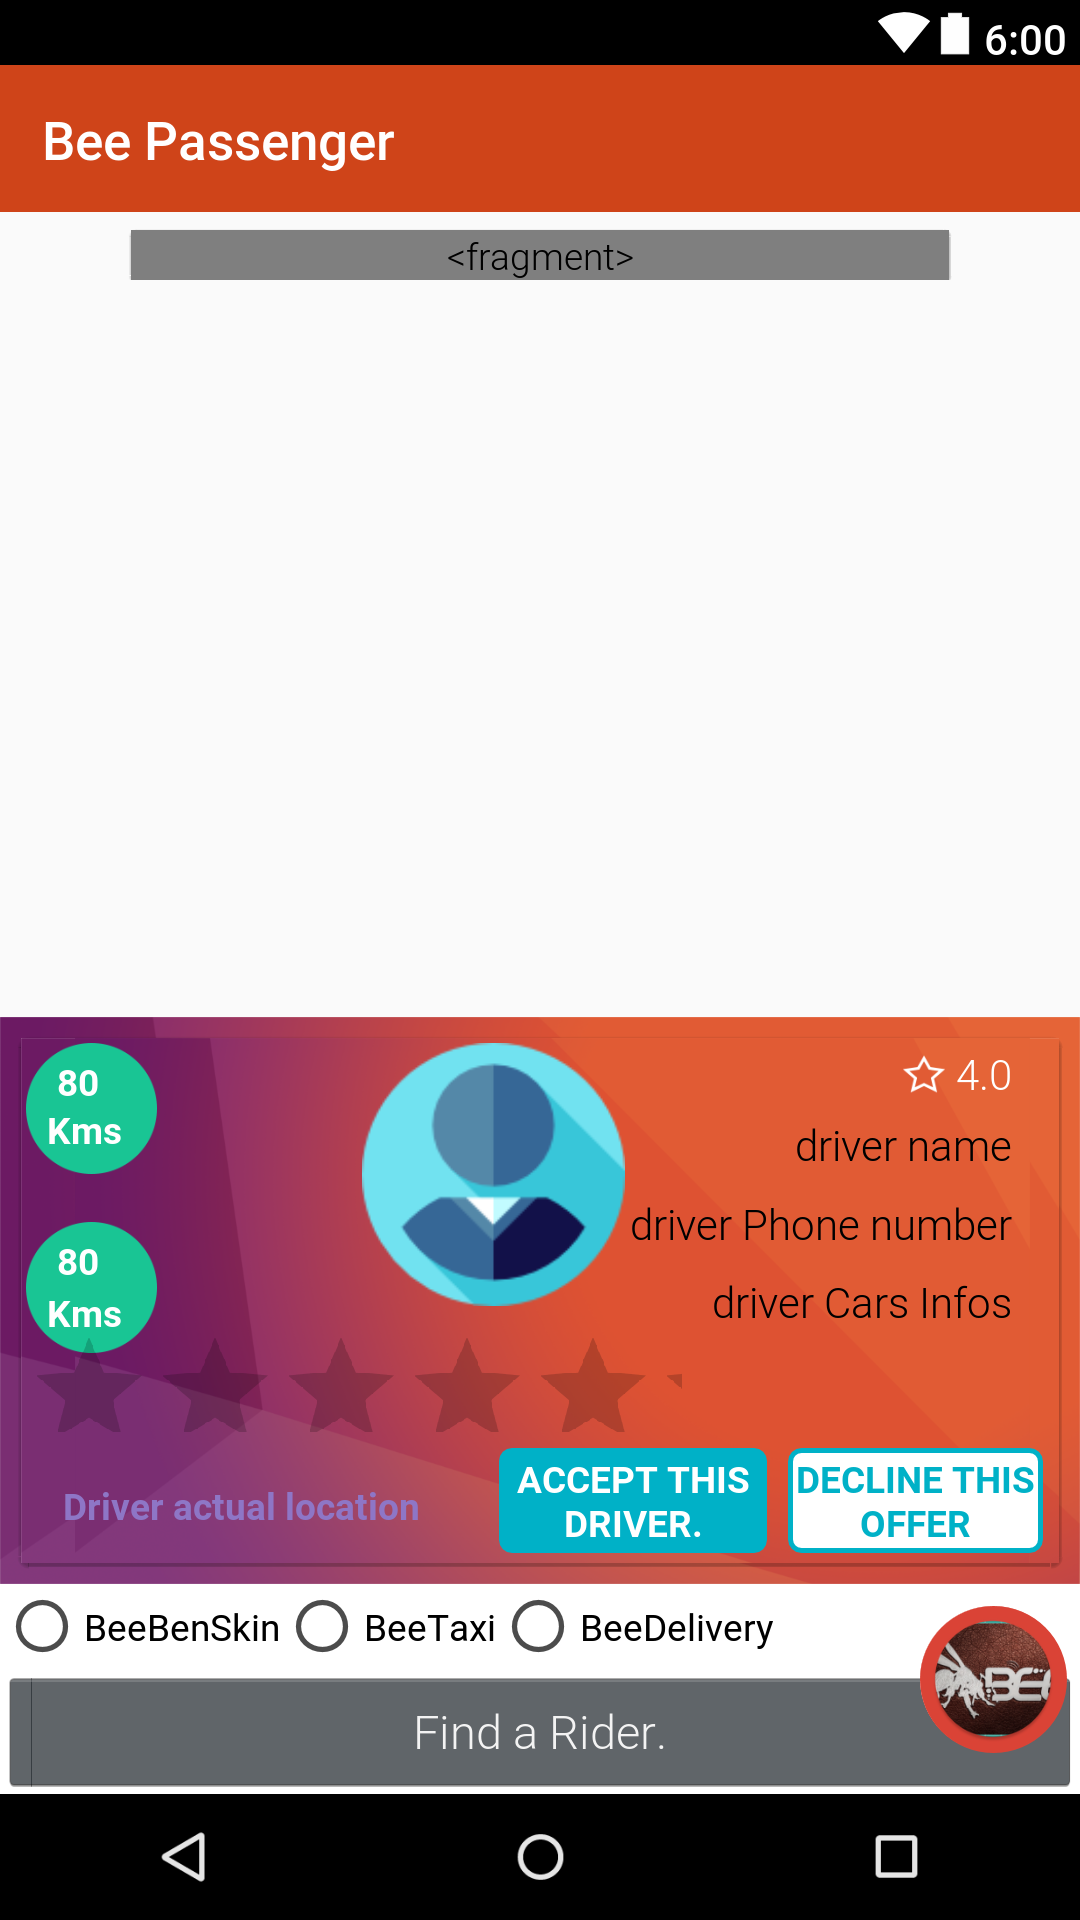 6:00
Bee Passenger
<fragment>
80
Kms
4.0
driver name
driver Phone number
80
Kms
driver Cars Infos
Driver actual location
ACCEPT THIS
DRIVER.
DECLINE THIS
OFFER
BeeBenSkin
BeeTaxi
BeeDelivery
BEE
Find a Rider.